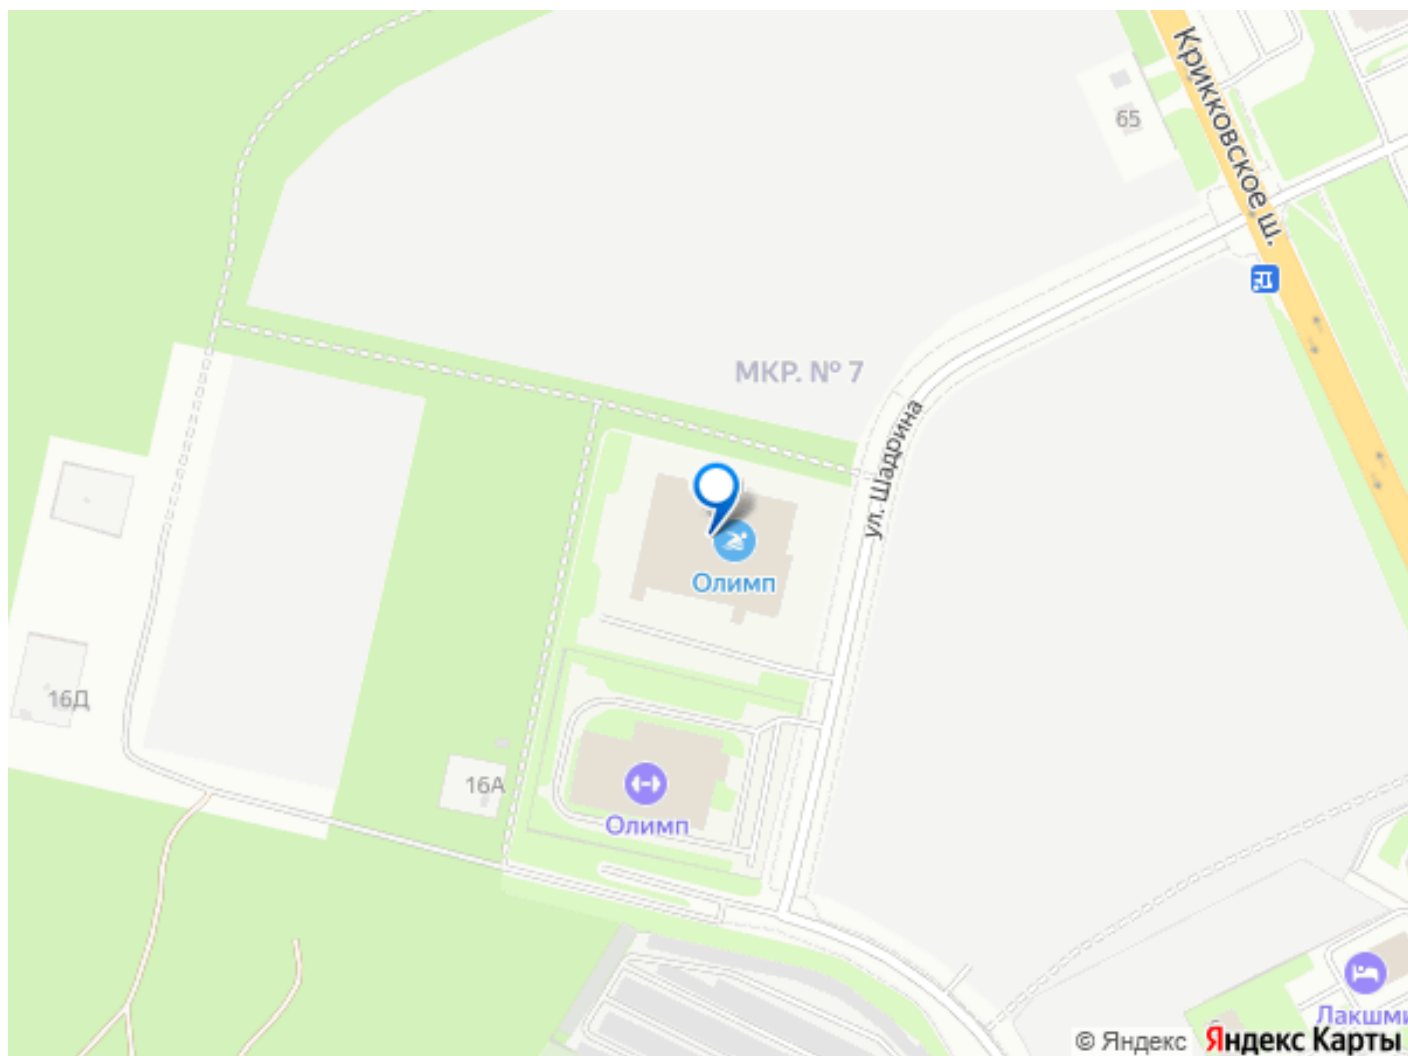 Крикковское ш.
65
МКР. № 7
ул. Шадрина
Олимп
16Д
16А
Олимп
Лакшми
© Яндекс Яндекс Карты